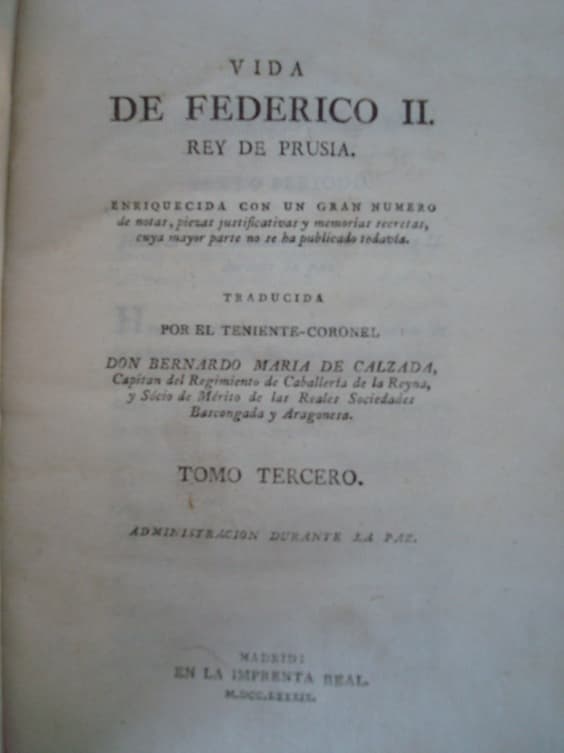 VIDA
DE FEDERICO II.
REY DE PRUSIA.
ENRIQUECIDA CON UN GRAN NUMERO
de notas, piezas justificativas y memorias secretas,
cuya mayor parte no se ha publicado todavía.
TRADUCIDA
POR EL TENIENTE-CORONEL
DON BERNARDO MARIA DE CALZADA,
Capitan del Regimiento de Caballería de la Reyna,
y Sócio de Mérito de las Reales Sociedades
Bascongada y Aragonesa.
TOMO TERCERO.
ADMINISTRACION DURANTE LA PAZ.
MADRID:
EN LA IMPRENTA REAL.